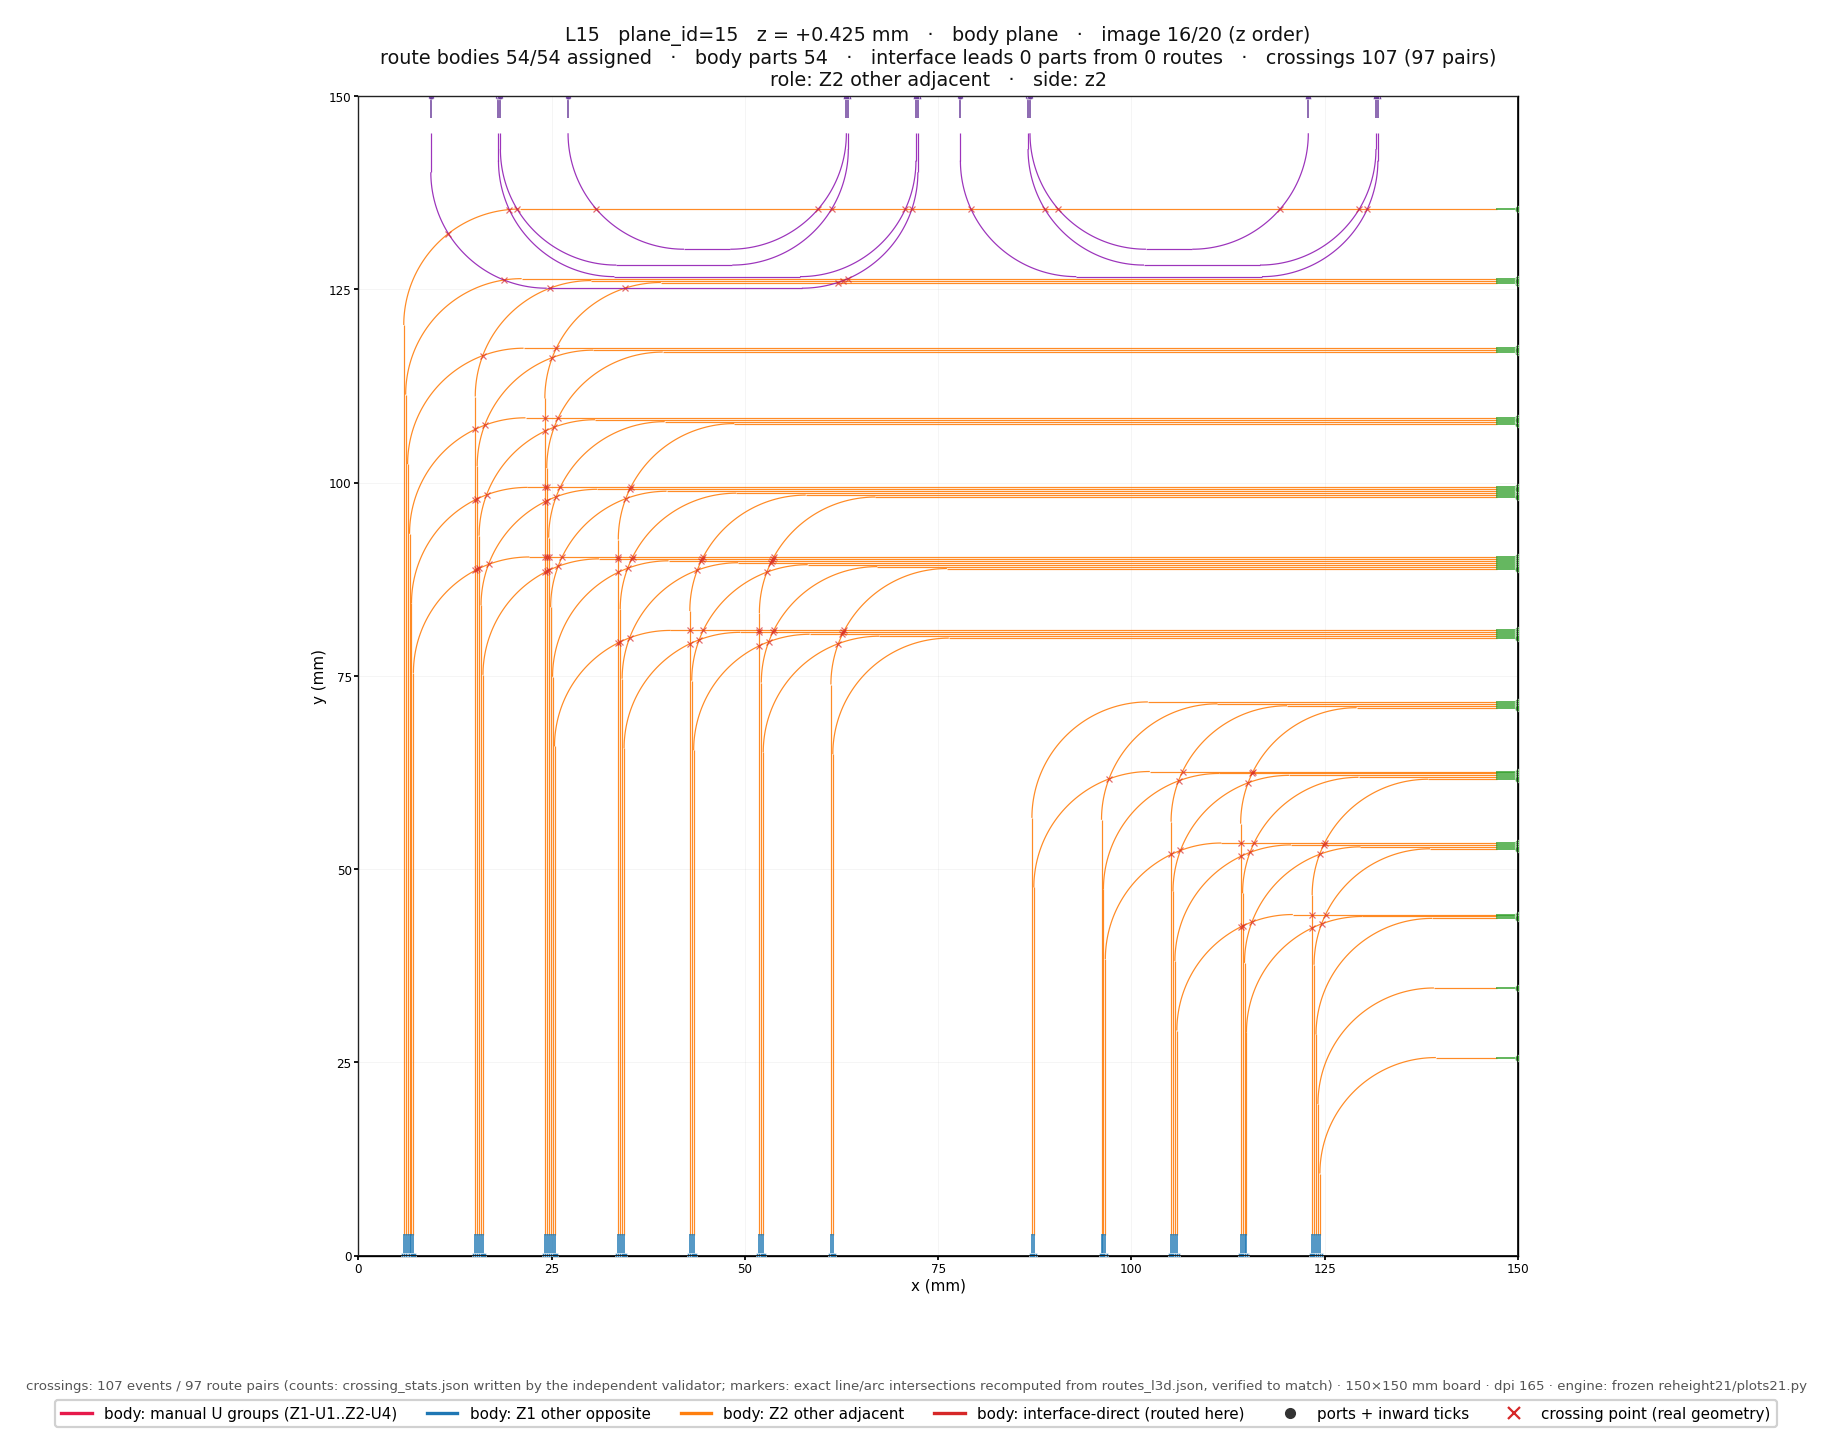 L15   plane_id=15   z = +0.425 mm   ·   body plane   ·   image 16/20 (z order)
route bodies 54/54 assigned   ·   body parts 54   ·   interface leads 0 parts from 0 routes   ·   crossings 107 (97 pairs)
role: Z2 other adjacent   ·   side: z2
150
125
100
75
50
25
0
y (mm)
0 25 50 75 100 125 150
x (mm)
crossings: 107 events / 97 route pairs (counts: crossing_stats.json written by the independent validator; markers: exact line/arc intersections recomputed from routes_l3d.json, verified to match) · 150×150 mm board · dpi 165 · engine: frozen reheight21/plots21.py
body: manual U groups (Z1-U1..Z2-U4) body: Z1 other opposite body: Z2 other adjacent body: interface-direct (routed here) ports + inward ticks crossing point (real geometry)